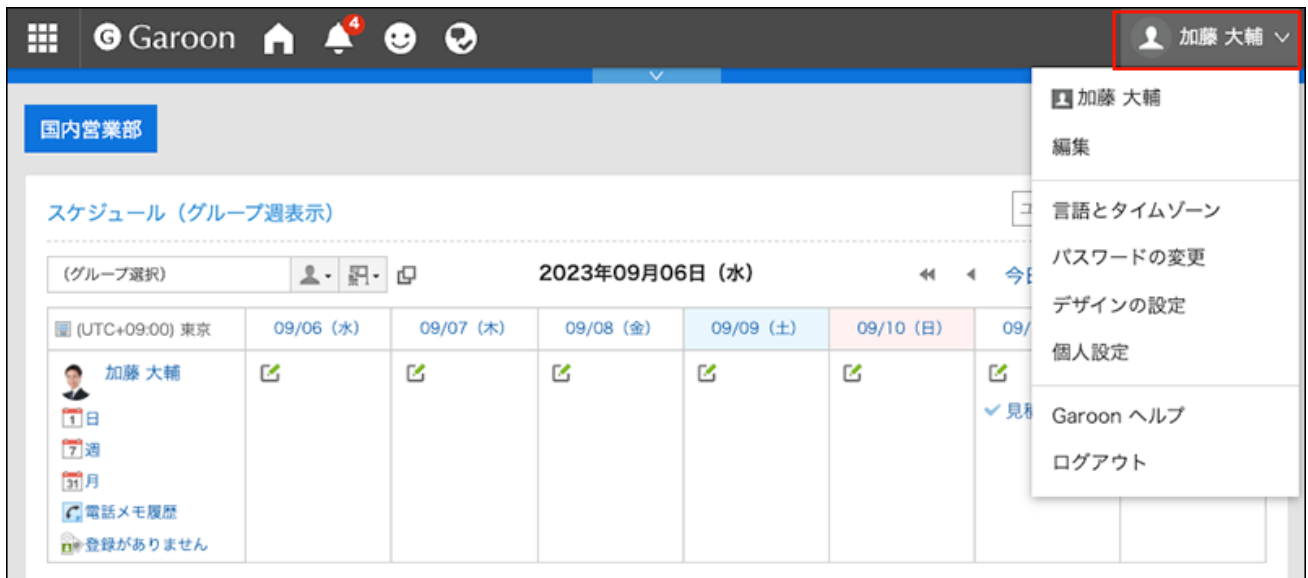 Garoon
4
加藤 大輔
国内営業部
スケジュール（グループ週表示）
（グループ選択）
2023年09月06日（水）
今日
(UTC+09:00) 東京
09/06（水）
09/07（木）
09/08（金）
09/09（土）
09/10（日）
09/
加藤 大輔
1 日
7 週
31 月
電話メモ履歴
登録がありません
見積
加藤 大輔
編集
言語とタイムゾーン
パスワードの変更
デザインの設定
個人設定
Garoon ヘルプ
ログアウト